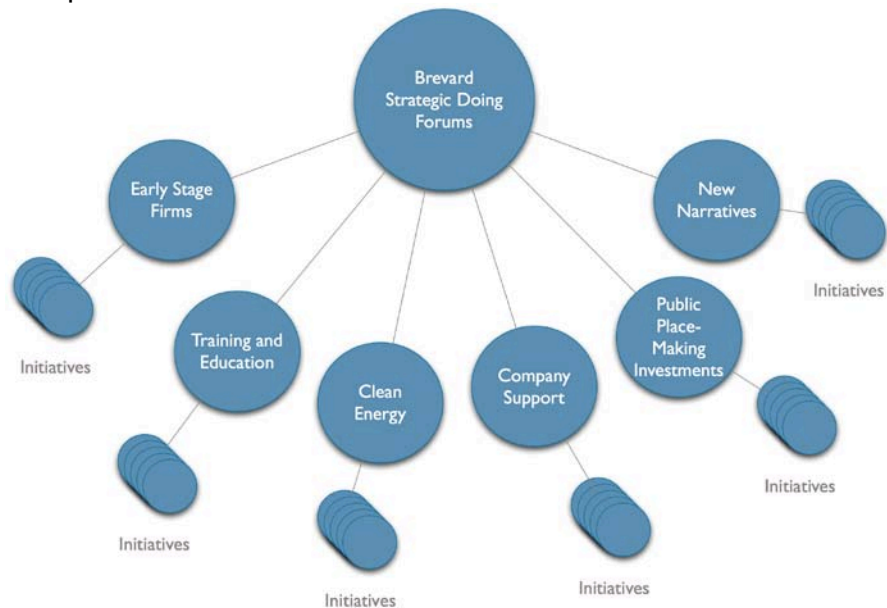 Brevard
Strategic Doing
Forums
Early Stage
Firms
New
Narratives
Initiatives
Public
Place-
Making
Investments
Training and
Education
Company
Support
Clean
Energy
Initiatives
Initiatives
Initiatives
Initiatives
Initiatives